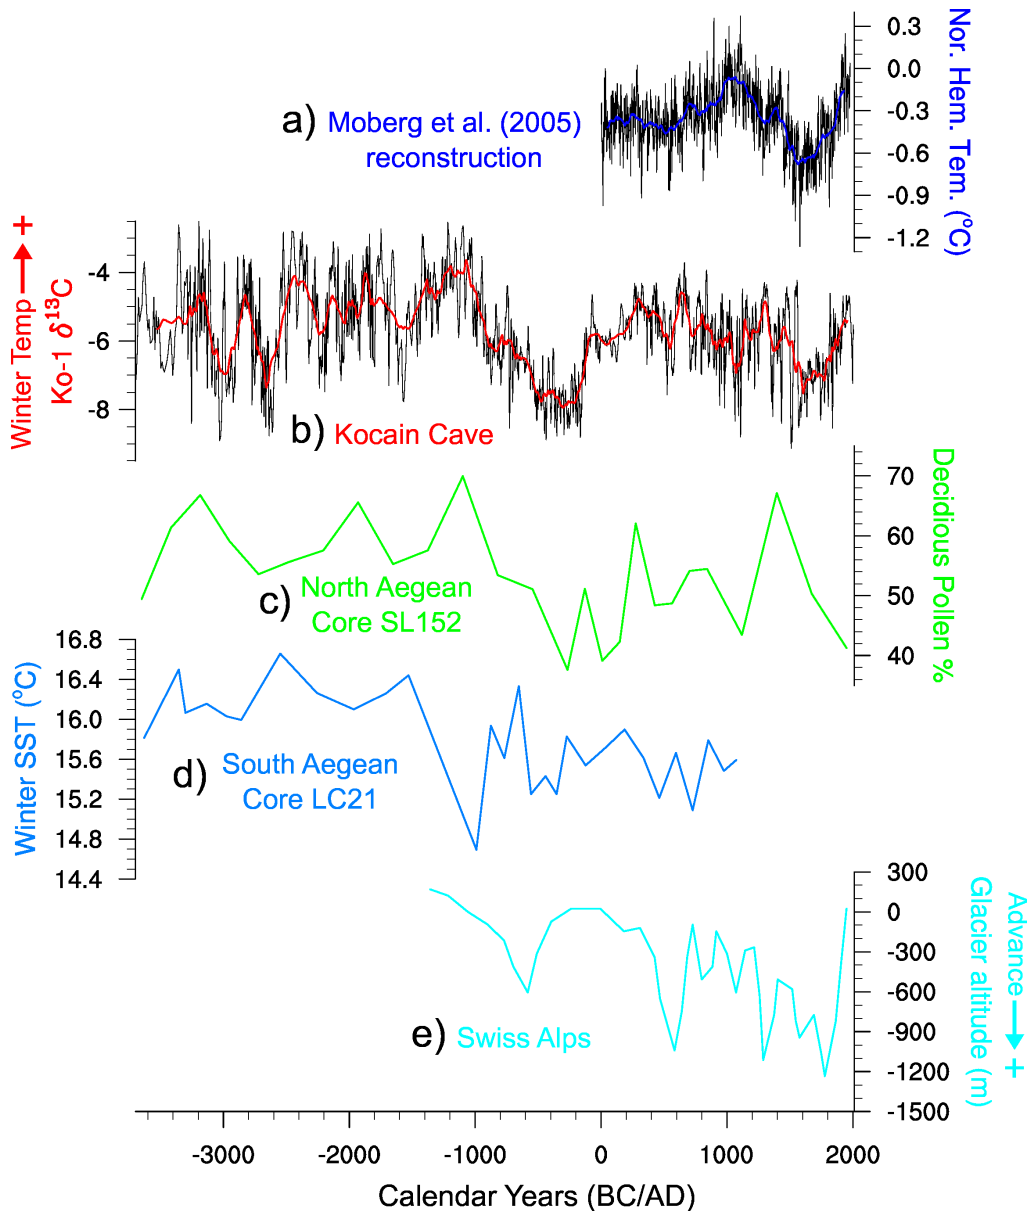 0.3
0.0
-0.3
-0.6
-0.9
-1.2
Nor. Hem. Tem. (°C)
a) Moberg et al. (2005)
reconstruction
Winter Temp → +
Ko-1 δ¹³C
-4
-6
-8
b) Kocain Cave
70
60
50
40
Decidious Pollen %
c) North Aegean
Core SL152
16.8
16.4
16.0
15.6
15.2
14.8
14.4
Winter SST (°C)
d) South Aegean
Core LC21
300
0
-300
-600
-900
-1200
-1500
Advance → +
Glacier altitude (m)
e) Swiss Alps
-3000 -2000 -1000 0 1000 2000
Calendar Years (BC/AD)